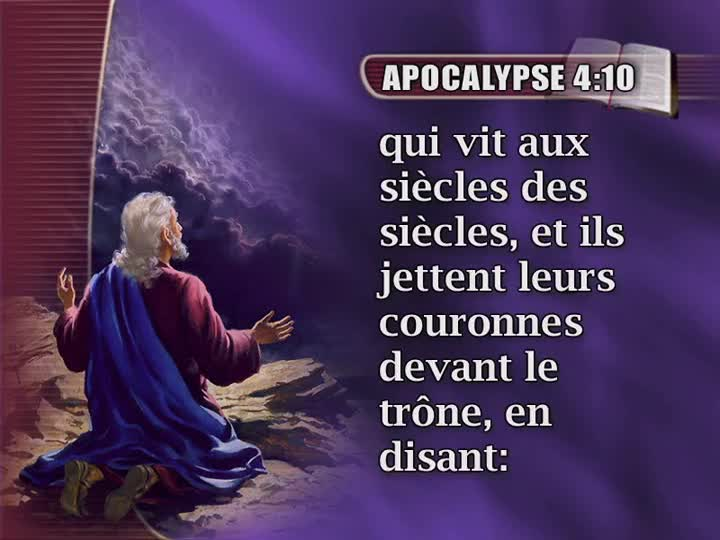 APOCALYPSE 4:10
qui vit aux
siècles des
siècles, et ils
jettent leurs
couronnes
devant le
trône, en
disant: